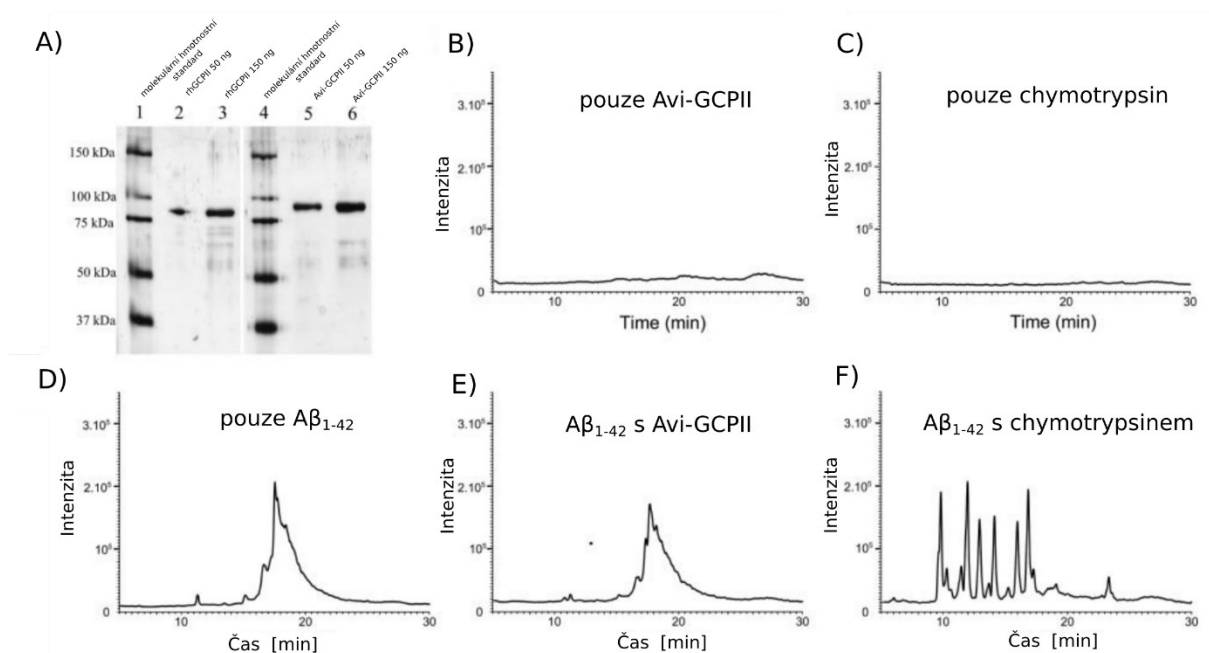 A)
molekulární hmotnostní
standard
rhGCPII 50 ng
rhGCPII 150 ng
molekulární hmotnostní
standard
Avi-GCPII 50 ng
Avi-GCPII 150 ng
1 2 3 4 5 6
150 kDa
100 kDa
75 kDa
50 kDa
37 kDa
B)
pouze Avi-GCPII
Intenzita
3.10⁵
2.10⁵
10⁵
0
10 20 30
Time (min)
C)
pouze chymotrypsin
Intenzita
3.10⁵
2.10⁵
10⁵
0
10 20 30
Time (min)
D)
pouze Aβ₁₋₄₂
Intenzita
3.10⁵
2.10⁵
10⁵
0
10 20 30
Čas [min]
E)
Aβ₁₋₄₂ s Avi-GCPII
Intenzita
3.10⁵
2.10⁵
10⁵
0
10 20 30
Čas [min]
F)
Aβ₁₋₄₂ s chymotrypsinem
Intenzita
3.10⁵
2.10⁵
10⁵
0
10 20 30
Čas [min]